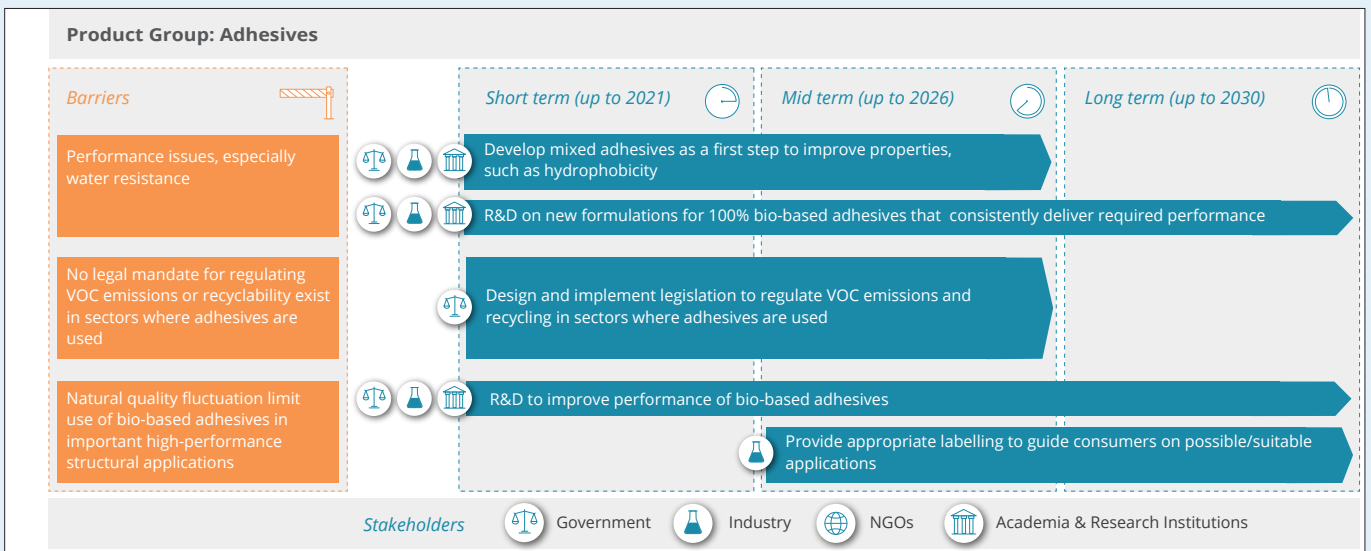 Product Group: Adhesives
Barriers
Short term (up to 2021)
Mid term (up to 2026)
Long term (up to 2030)
Performance issues, especially
water resistance
Develop mixed adhesives as a first step to improve properties,
such as hydrophobicity
R&D on new formulations for 100% bio-based adhesives that consistently deliver required performance
No legal mandate for regulating
VOC emissions or recyclability exist
in sectors where adhesives are
used
Design and implement legislation to regulate VOC emissions and
recycling in sectors where adhesives are used
Natural quality fluctuation limit
use of bio-based adhesives in
important high-performance
structural applications
R&D to improve performance of bio-based adhesives
Provide appropriate labelling to guide consumers on possible/suitable
applications
Stakeholders
Government
Industry
NGOs
Academia & Research Institutions